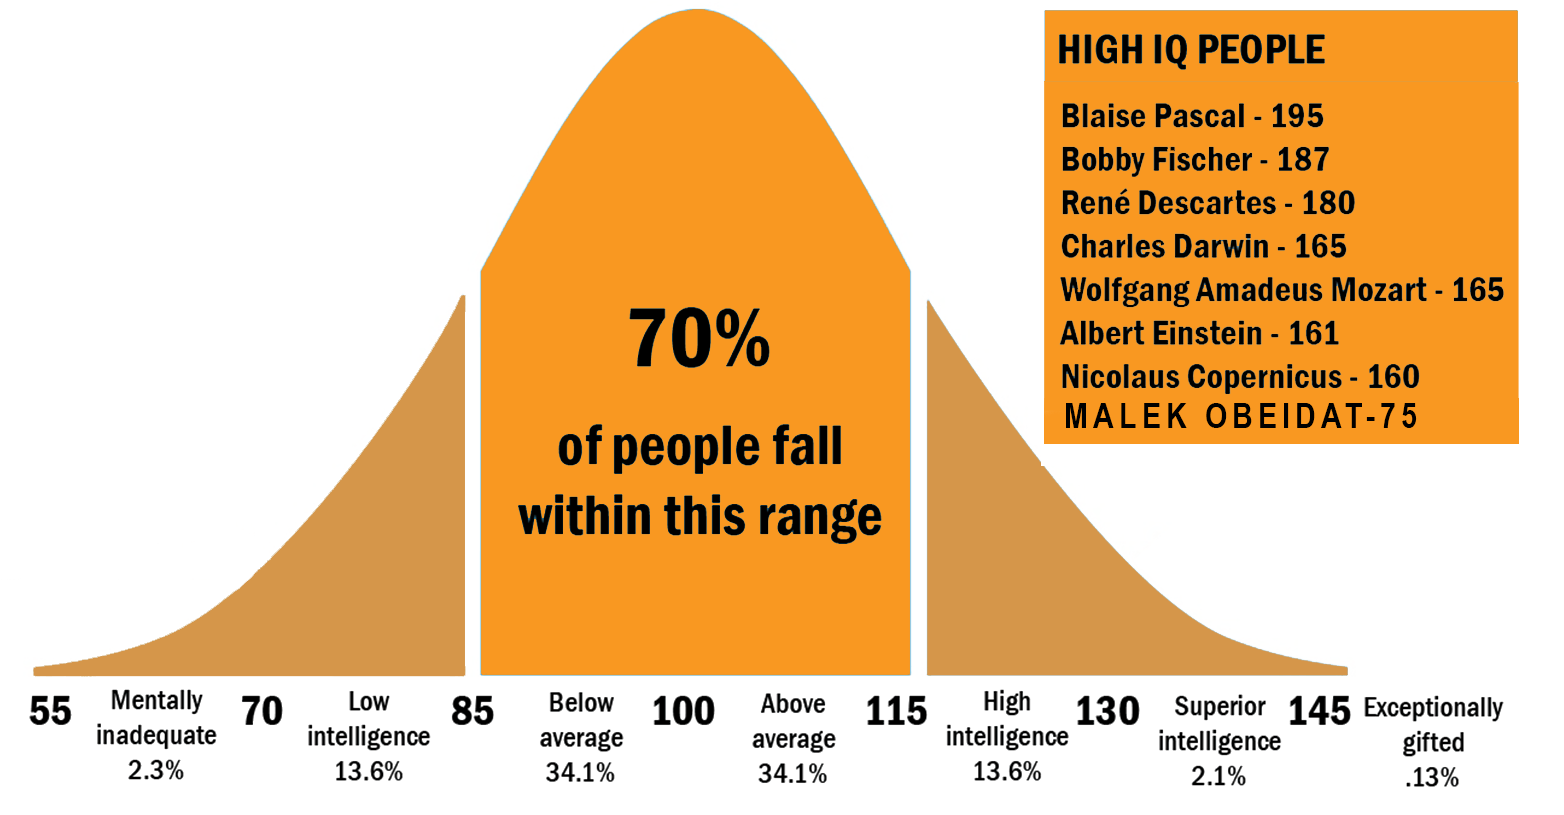 HIGH IQ PEOPLE
Blaise Pascal - 195
Bobby Fischer - 187
René Descartes - 180
Charles Darwin - 165
Wolfgang Amadeus Mozart - 165
Albert Einstein - 161
Nicolaus Copernicus - 160
MALEK OBEIDAT-75
70%
of people fall
within this range
55
Mentally
inadequate
2.3%
70
Low
intelligence
13.6%
85
Below
average
34.1%
100
Above
average
34.1%
115
High
intelligence
13.6%
130
Superior
intelligence
2.1%
145
Exceptionally
gifted
.13%